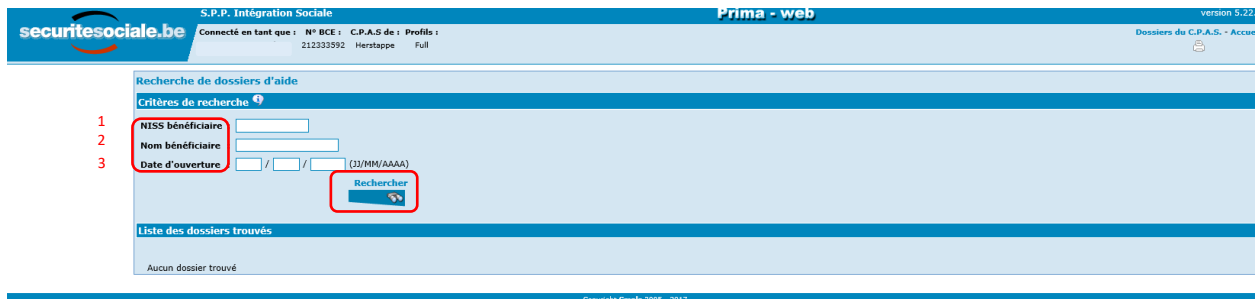 S.P.P. Intégration Sociale
Prima - web
version 5.22.
securitesociale.be
Connecté en tant que : N° BCE : C.P.A.S de : Profils :
212333592 Herstappe Full
Dossiers du C.P.A.S. - Accue
Recherche de dossiers d'aide
Critères de recherche
1 NISS bénéficiaire
2 Nom bénéficiaire
3 Date d'ouverture / / (JJ/MM/AAAA)
Rechercher
Liste des dossiers trouvés
Aucun dossier trouvé